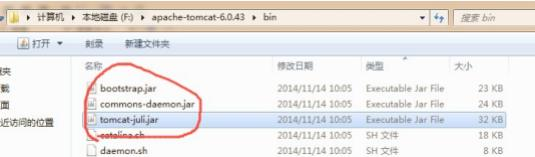 计算机 ▸ 本地磁盘 (F:) ▸ apache-tomcat-6.0.43 ▸ bin
搜索 bin
打开 刻录 新建文件夹
名称 修改日期 类型 大小
bootstrap.jar 2014/11/14 10:05 Executable Jar File 23 KB
commons-daemon.jar 2014/11/14 10:05 Executable Jar File 24 KB
tomcat-juli.jar 2014/11/14 10:05 Executable Jar File 32 KB
catalina.sh 2014/11/14 10:05 SH 文件 18 KB
daemon.sh 2014/11/14 10:05 SH 文件 8 KB
夹
载
面
近访问的位置